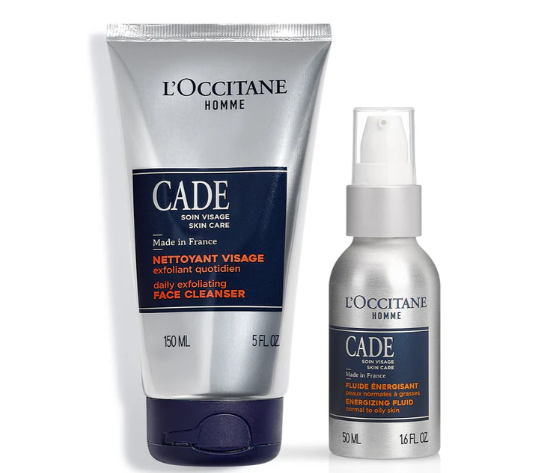 L'OCCITANE
HOMME
CADE
SOIN VISAGE
SKIN CARE
Made in France
NETTOYANT VISAGE
exfoliant quotidien
daily exfoliating
FACE CLEANSER
150 ML 5 FL.OZ.
L'OCCITANE
HOMME
CADE
SOIN VISAGE
SKIN CARE
Made in France
FLUIDE ÉNERGISANT
peaux normales à grasses
ENERGIZING FLUID
normal to oily skin
50 ML 1.6 FL.OZ.